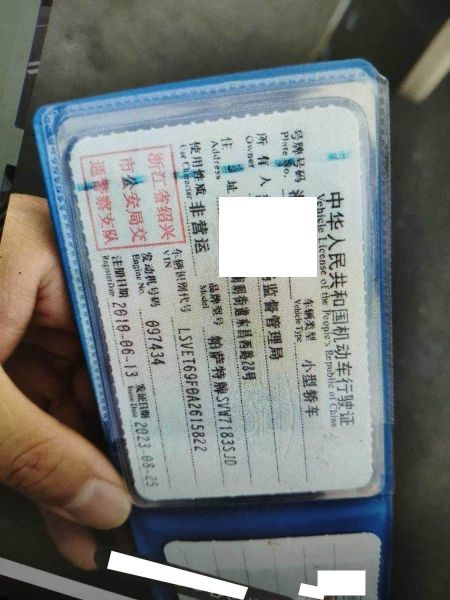 中华人民共和国机动车行驶证
Vehicle License of the People's Republic of China
号牌号码
Plate No.
车辆类型 小型轿车
Vehicle Type
所有人
Owner
监督管理局
住址
Address
明街道
使用性质 非营运
Use Character
品牌型号 帕萨特牌SVW7183SJD
Model
浙江省绍兴
市公安局交
通警察支队
车辆识别代号 LSVET69F0A2615822
VIN
发动机号码 097434
Engine No.
注册日期 2010-06-13
Register Date
发证日期 2023-08-25
Issue Date